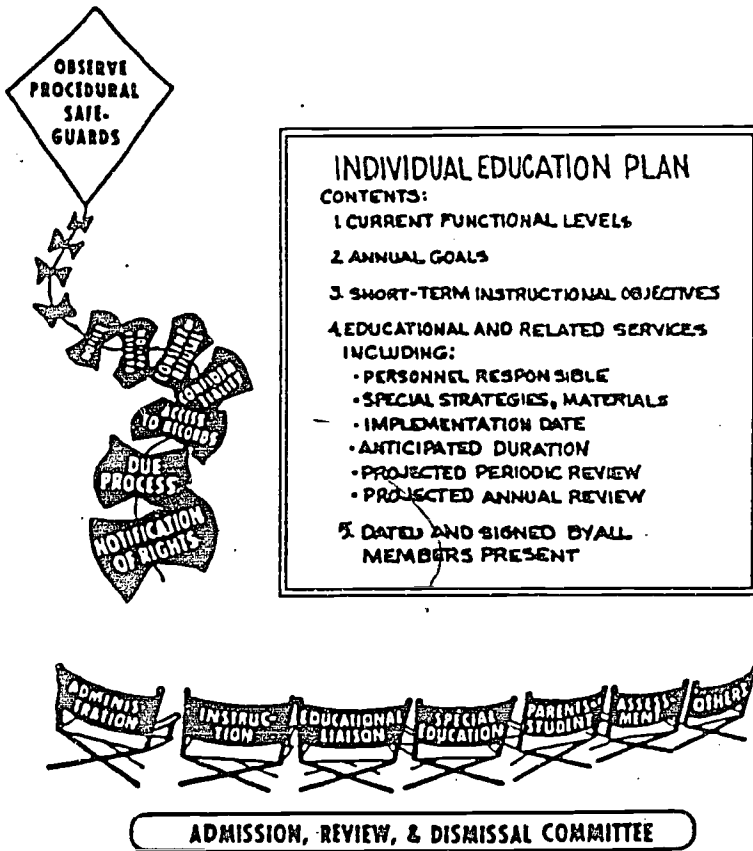 OBSERVE
PROCEDURAL
SAFE-
GUARDS
ACCESS
TO RECORDS
DUE
PROCESS
NOTIFICATION
OF RIGHTS
INDIVIDUAL EDUCATION PLAN
CONTENTS:
1. CURRENT FUNCTIONAL LEVELS
2. ANNUAL GOALS
3. SHORT-TERM INSTRUCTIONAL OBJECTIVES
4. EDUCATIONAL AND RELATED SERVICES
INCLUDING:
• PERSONNEL RESPONSIBLE
• SPECIAL STRATEGIES, MATERIALS
• IMPLEMENTATION DATE
• ANTICIPATED DURATION
• PROJECTED PERIODIC REVIEW
• PROJECTED ANNUAL REVIEW
5. DATED AND SIGNED BY ALL
MEMBERS PRESENT
ADMINIS-
TRATION
INSTRUC-
TION
EDUCATIONAL
LIAISON
SPECIAL
EDUCATION
PARENTS-
STUDENT
ASSESS-
MENT
OTHERS
ADMISSION, REVIEW, & DISMISSAL COMMITTEE